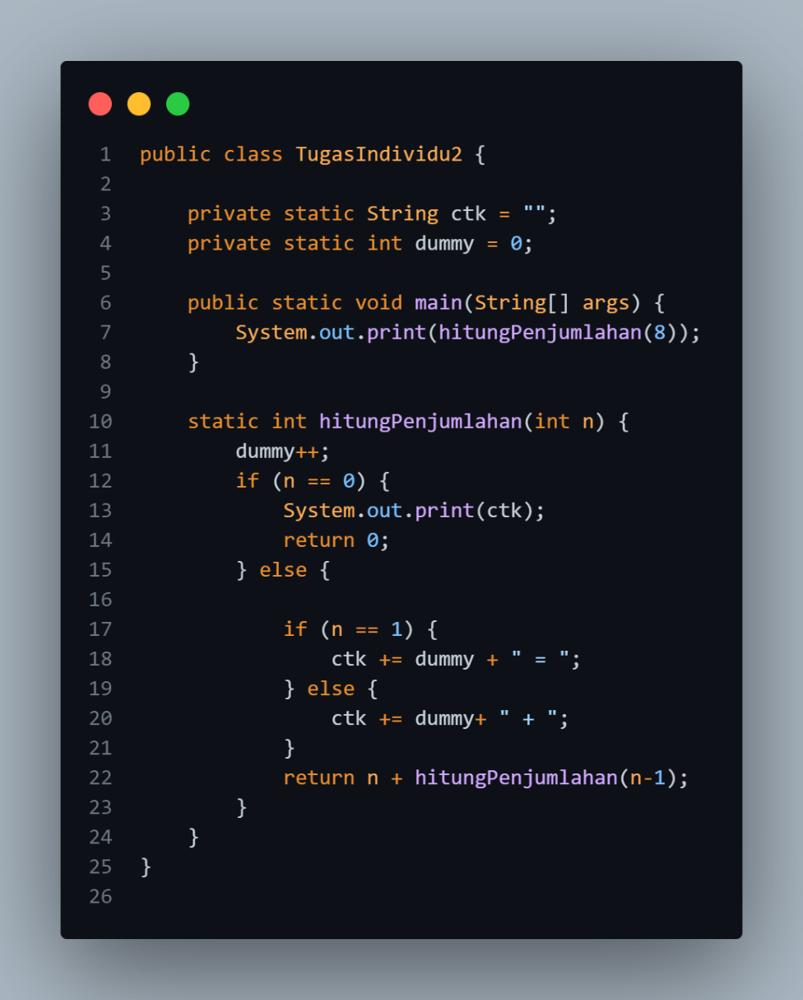 1 public class TugasIndividu2 {
2
3     private static String ctk = "";
4     private static int dummy = 0;
5
6     public static void main(String[] args) {
7         System.out.print(hitungPenjumlahan(8));
8     }
9
10     static int hitungPenjumlahan(int n) {
11         dummy++;
12         if (n == 0) {
13             System.out.print(ctk);
14             return 0;
15         } else {
16
17             if (n == 1) {
18                 ctk += dummy + " = ";
19             } else {
20                 ctk += dummy+ " + ";
21             }
22             return n + hitungPenjumlahan(n-1);
23         }
24     }
25 }
26